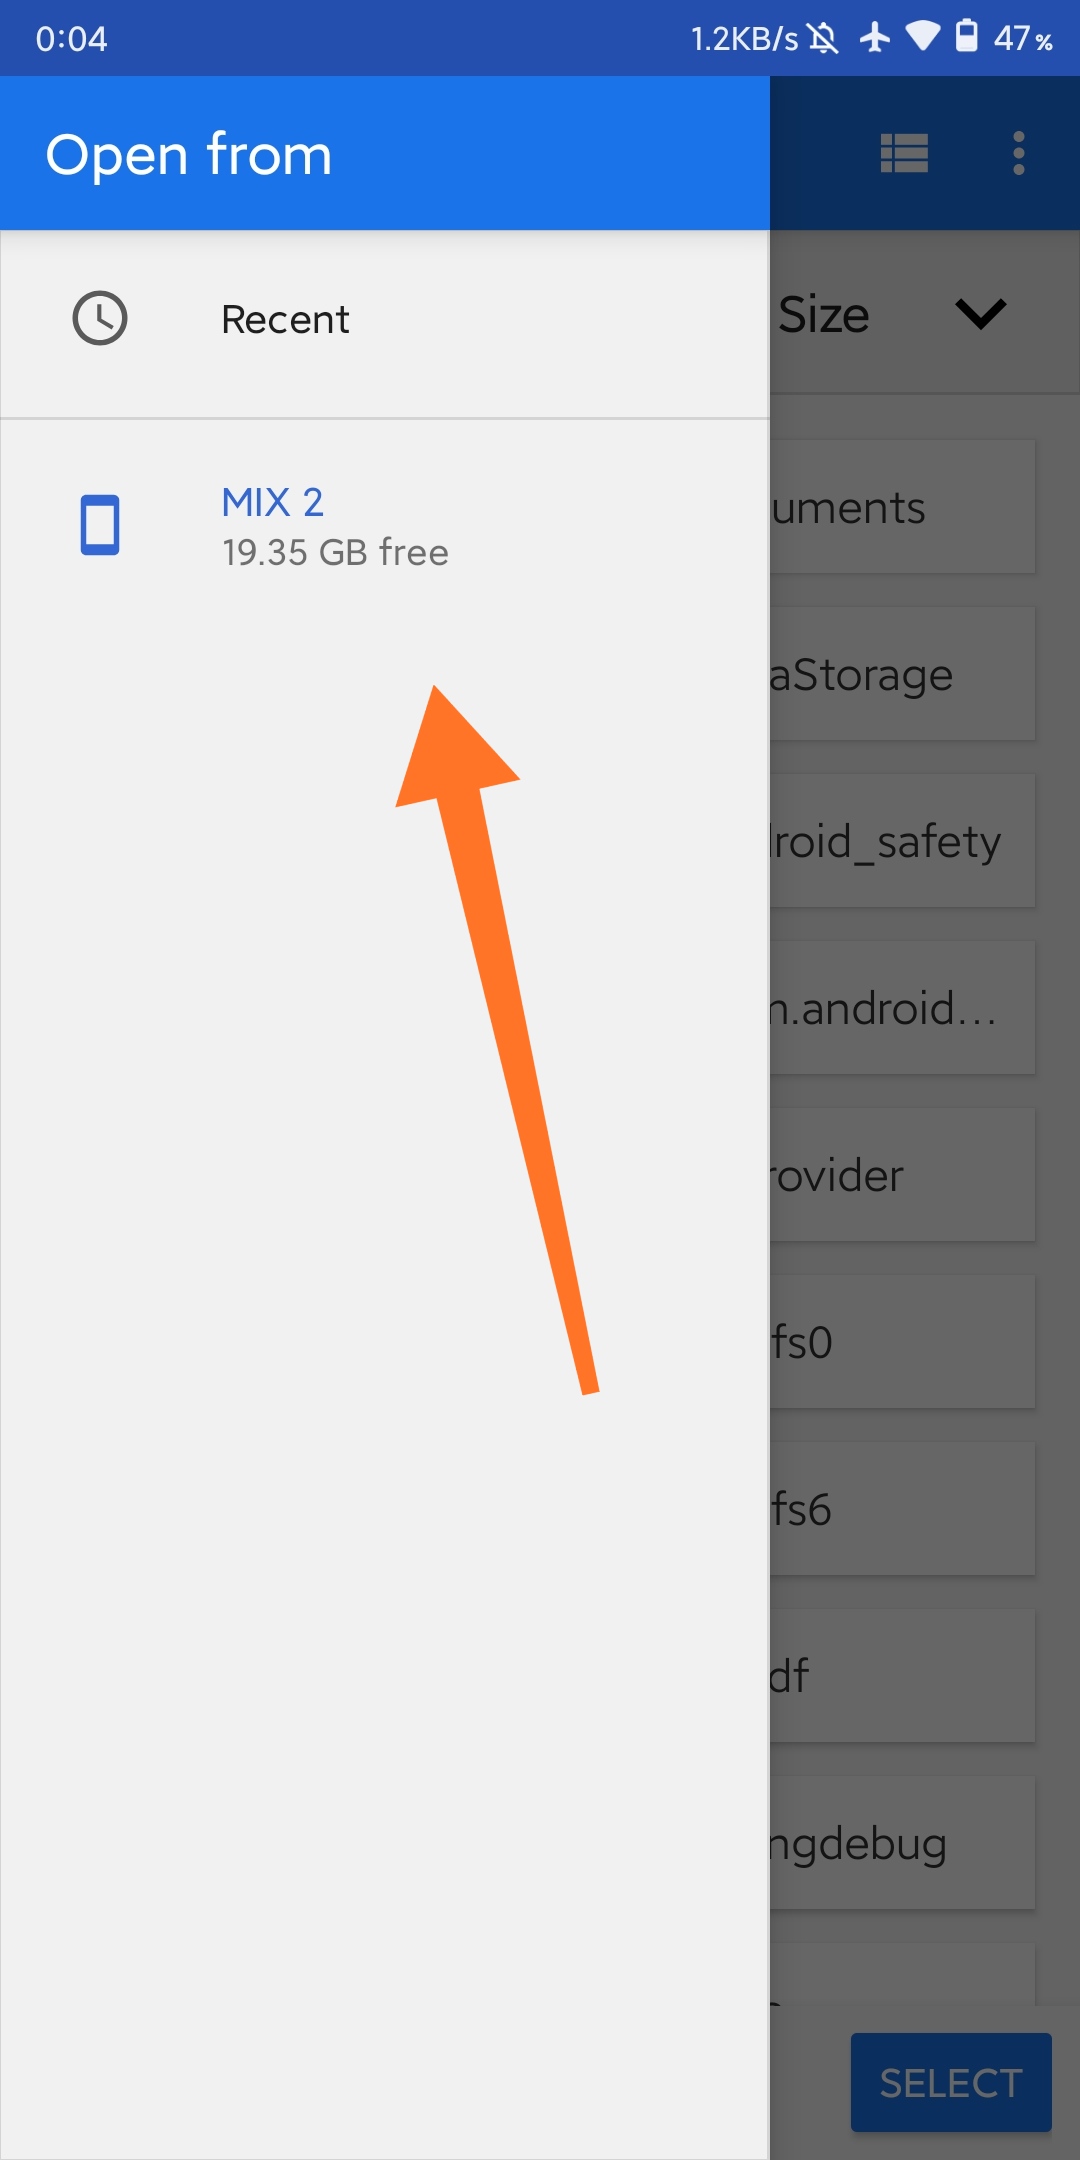 0:04 1.2KB/s 47%
Open from
Recent
Size
MIX 2
19.35 GB free
uments
aStorage
roid_safety
.android...
rovider
fs0
fs6
df
ngdebug
SELECT